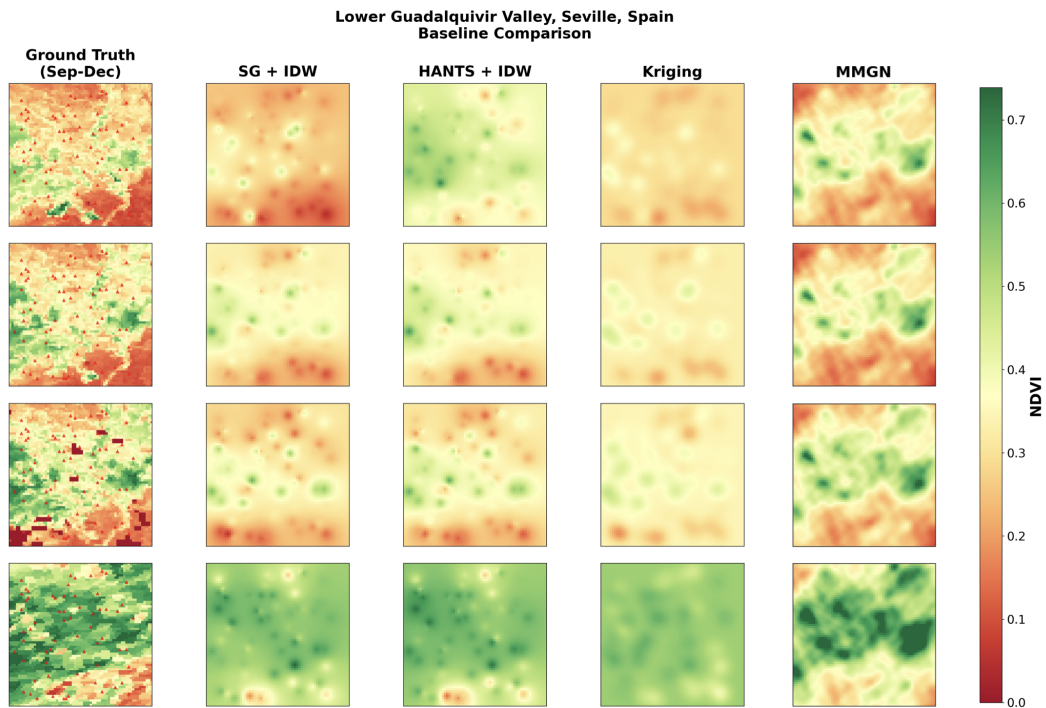 Lower Guadalquivir Valley, Seville, Spain
Baseline Comparison
Ground Truth
(Sep-Dec)
SG + IDW
HANTS + IDW
Kriging
MMGN
0.7
0.6
0.5
0.4
0.3
0.2
0.1
0.0
NDVI